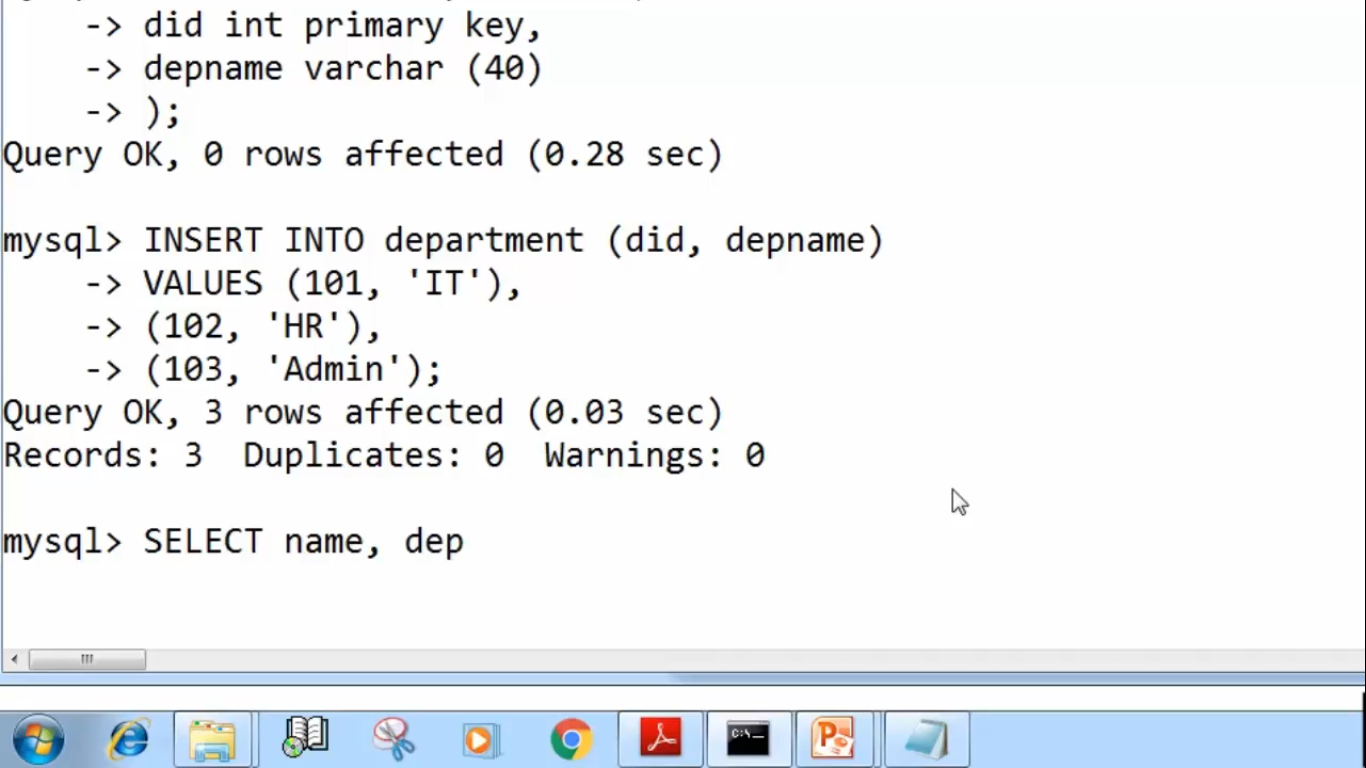 -> did int primary key,
-> depname varchar (40)
-> );
Query OK, 0 rows affected (0.28 sec)
mysql> INSERT INTO department (did, depname)
-> VALUES (101, 'IT'),
-> (102, 'HR'),
-> (103, 'Admin');
Query OK, 3 rows affected (0.03 sec)
Records: 3  Duplicates: 0  Warnings: 0
mysql> SELECT name, dep